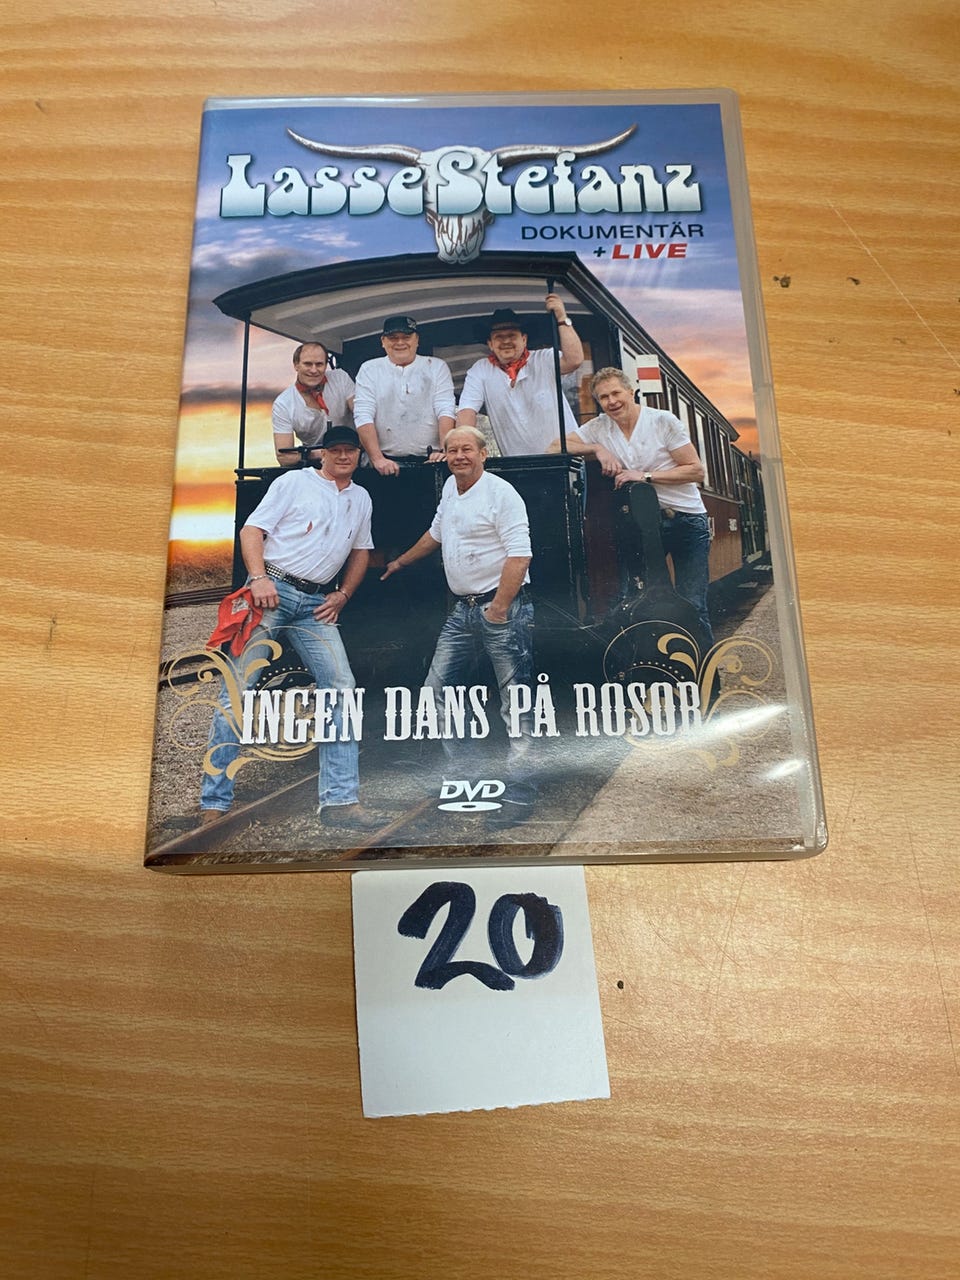 Lasse Stefanz
DOKUMENTÄR
+ LIVE
INGEN DANS PÅ ROSOR
DVD
20